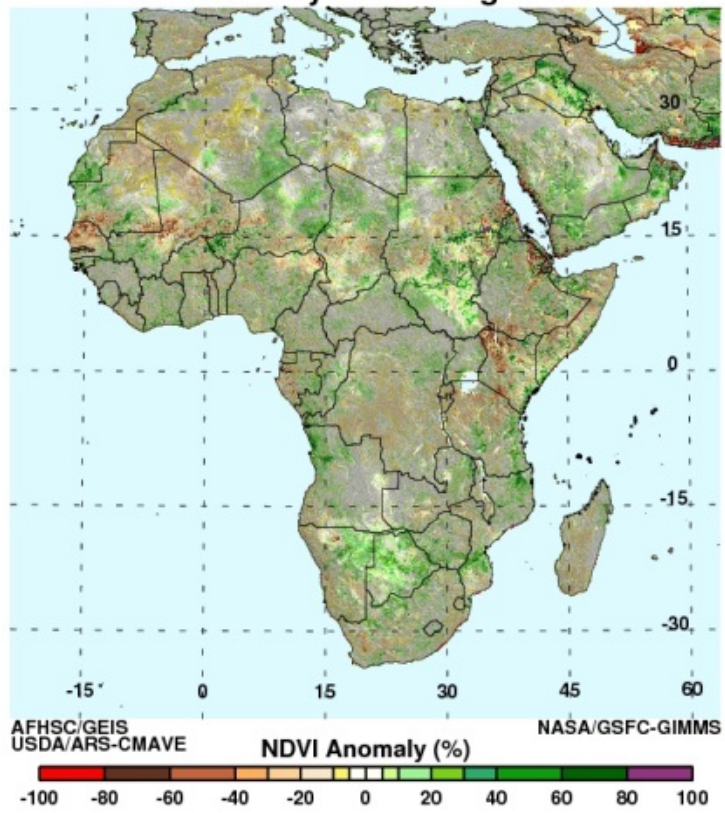 30
15
0
-15
-30
-15 0 15 30 45 60
AFHSC/GEIS NASA/GSFC-GIMMS
USDA/ARS-CMAVE
NDVI Anomaly (%)
-100 -80 -60 -40 -20 0 20 40 60 80 100